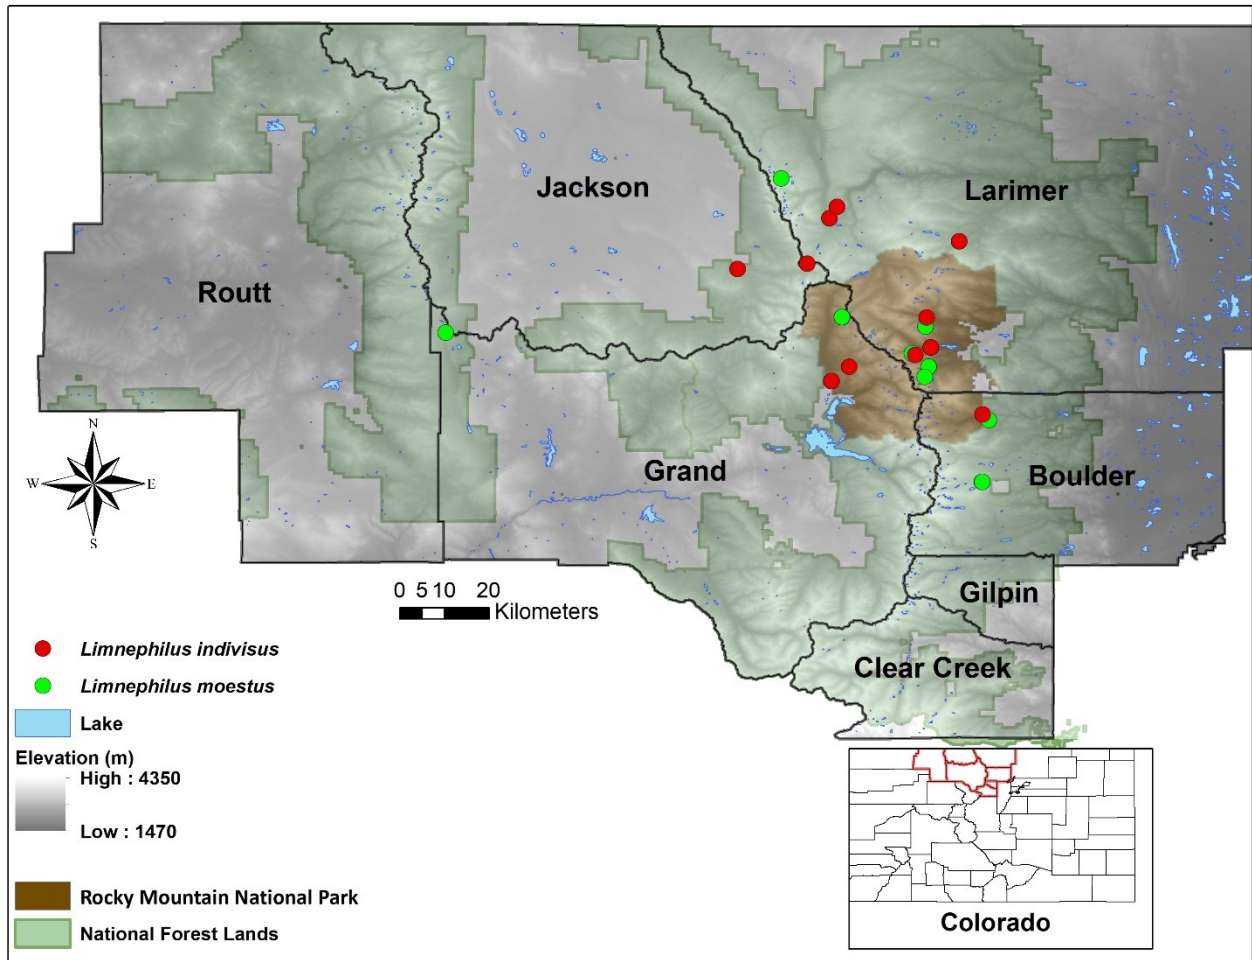 Jackson
Larimer
Routt
N
W E
S
Grand
Boulder
Gilpin
0 5 10 20
Kilometers
Clear Creek
Limnephilus indivisus
Limnephilus moestus
Lake
Elevation (m)
High : 4350
Low : 1470
Rocky Mountain National Park
National Forest Lands
Colorado